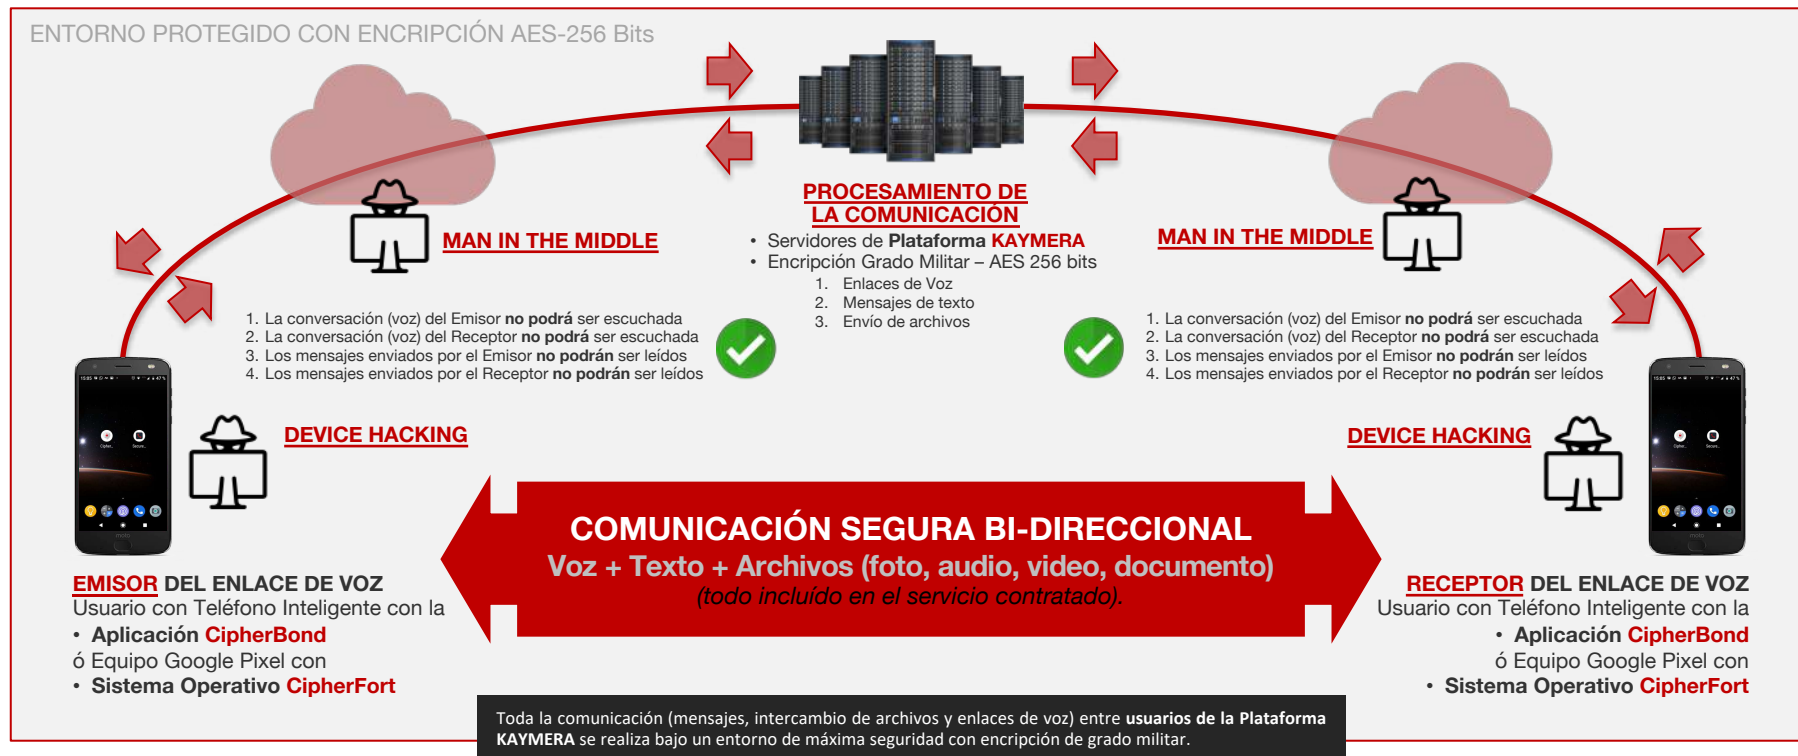 ENTORNO PROTEGIDO CON ENCRIPCIÓN AES-256 Bits
PROCESAMIENTO DE
LA COMUNICACIÓN
• Servidores de Plataforma KAYMERA
• Encripción Grado Militar – AES 256 bits
1. Enlaces de Voz
2. Mensajes de texto
3. Envío de archivos
MAN IN THE MIDDLE
1. La conversación (voz) del Emisor no podrá ser escuchada
2. La conversación (voz) del Receptor no podrá ser escuchada
3. Los mensajes enviados por el Emisor no podrán ser leídos
4. Los mensajes enviados por el Receptor no podrán ser leídos
MAN IN THE MIDDLE
1. La conversación (voz) del Emisor no podrá ser escuchada
2. La conversación (voz) del Receptor no podrá ser escuchada
3. Los mensajes enviados por el Emisor no podrán ser leídos
4. Los mensajes enviados por el Receptor no podrán ser leídos
DEVICE HACKING
DEVICE HACKING
COMUNICACIÓN SEGURA BI-DIRECCIONAL
Voz + Texto + Archivos (foto, audio, video, documento)
(todo incluído en el servicio contratado).
EMISOR DEL ENLACE DE VOZ
Usuario con Teléfono Inteligente con la
• Aplicación CipherBond
ó Equipo Google Pixel con
• Sistema Operativo CipherFort
RECEPTOR DEL ENLACE DE VOZ
Usuario con Teléfono Inteligente con la
• Aplicación CipherBond
ó Equipo Google Pixel con
• Sistema Operativo CipherFort
Toda la comunicación (mensajes, intercambio de archivos y enlaces de voz) entre usuarios de la Plataforma
KAYMERA se realiza bajo un entorno de máxima seguridad con encripción de grado militar.